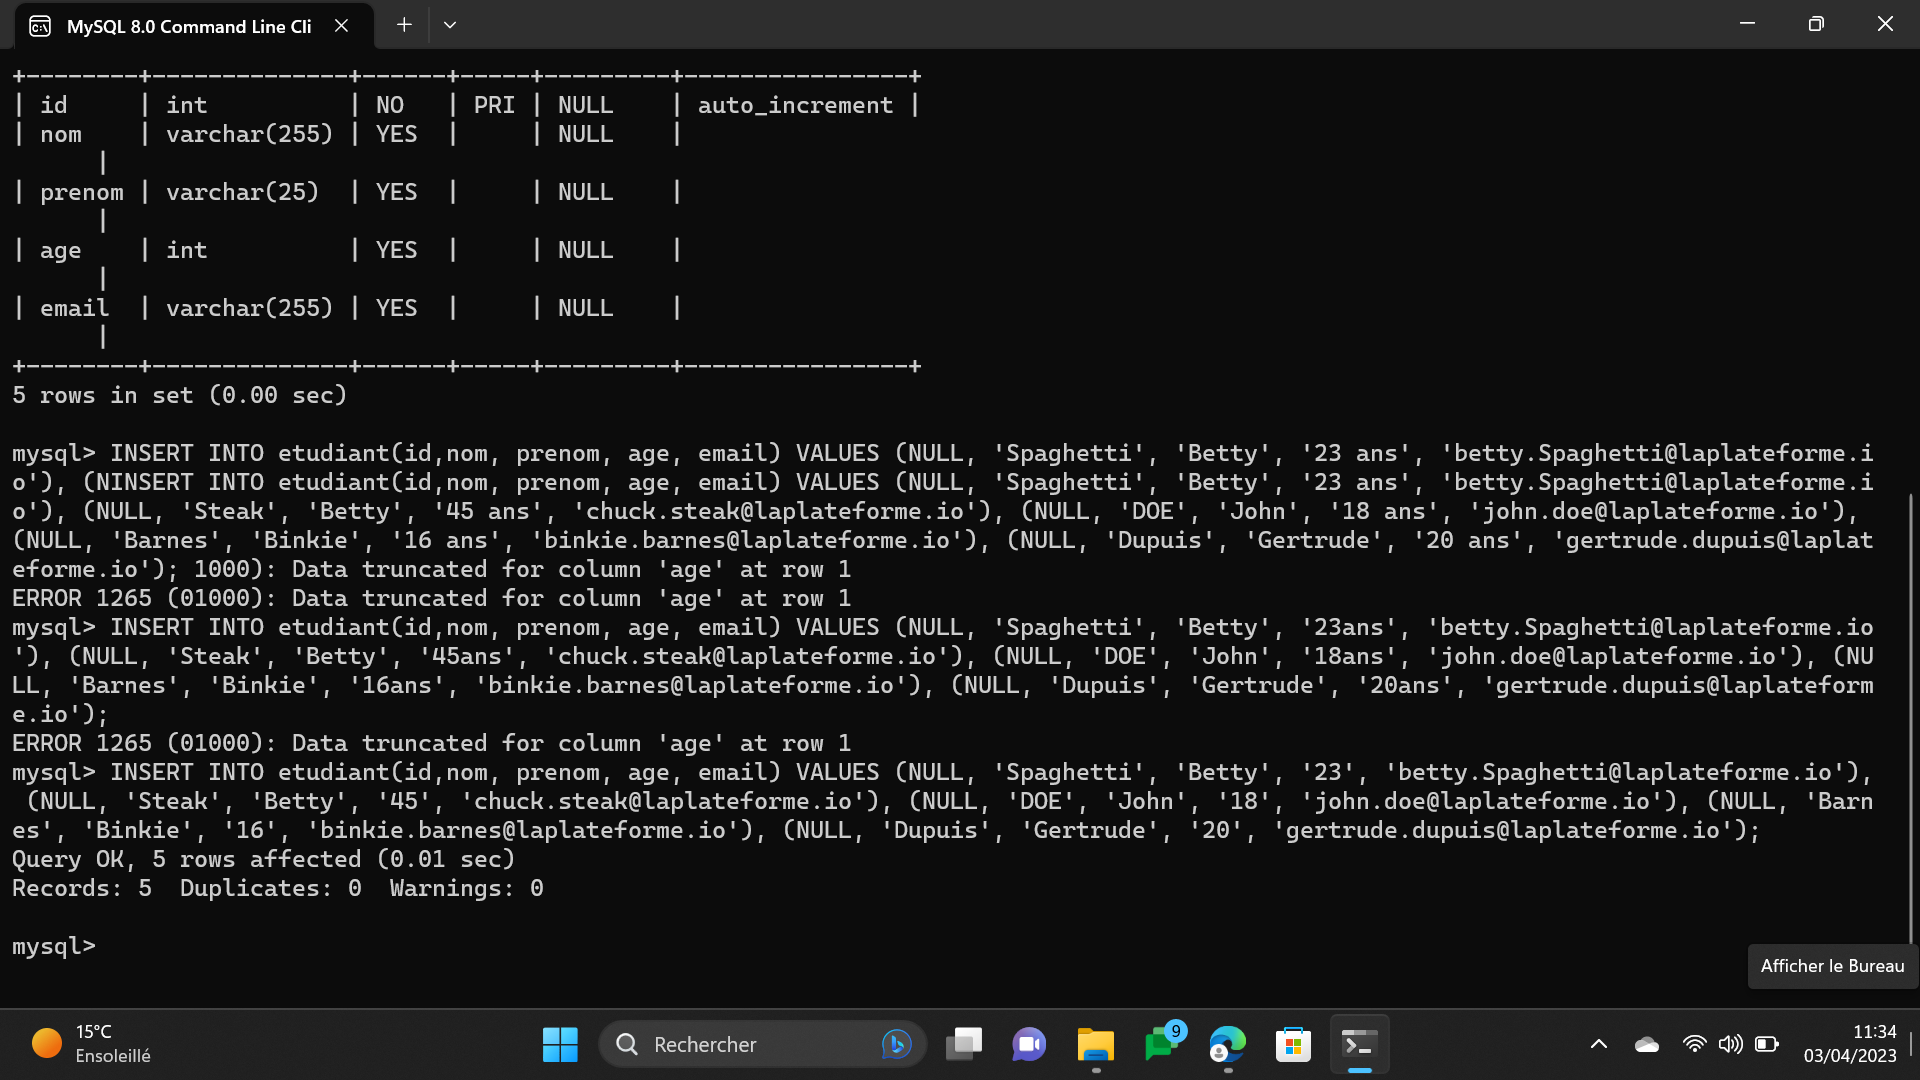 MySQL 8.0 Command Line Cli
+--------+--------------+------+-----+---------+----------------+
| id     | int          | NO   | PRI | NULL    | auto_increment |
| nom    | varchar(255) | YES  |     | NULL    |
      |
| prenom | varchar(25)  | YES  |     | NULL    |
      |
| age    | int          | YES  |     | NULL    |
      |
| email  | varchar(255) | YES  |     | NULL    |
      |
+--------+--------------+------+-----+---------+----------------+
5 rows in set (0.00 sec)
mysql> INSERT INTO etudiant(id,nom, prenom, age, email) VALUES (NULL, 'Spaghetti', 'Betty', '23 ans', 'betty.Spaghetti@laplateforme.i
o'), (NINSERT INTO etudiant(id,nom, prenom, age, email) VALUES (NULL, 'Spaghetti', 'Betty', '23 ans', 'betty.Spaghetti@laplateforme.i
o'), (NULL, 'Steak', 'Betty', '45 ans', 'chuck.steak@laplateforme.io'), (NULL, 'DOE', 'John', '18 ans', 'john.doe@laplateforme.io'),
(NULL, 'Barnes', 'Binkie', '16 ans', 'binkie.barnes@laplateforme.io'), (NULL, 'Dupuis', 'Gertrude', '20 ans', 'gertrude.dupuis@laplat
eforme.io'); 1000): Data truncated for column 'age' at row 1
ERROR 1265 (01000): Data truncated for column 'age' at row 1
mysql> INSERT INTO etudiant(id,nom, prenom, age, email) VALUES (NULL, 'Spaghetti', 'Betty', '23ans', 'betty.Spaghetti@laplateforme.io
'), (NULL, 'Steak', 'Betty', '45ans', 'chuck.steak@laplateforme.io'), (NULL, 'DOE', 'John', '18ans', 'john.doe@laplateforme.io'), (NU
LL, 'Barnes', 'Binkie', '16ans', 'binkie.barnes@laplateforme.io'), (NULL, 'Dupuis', 'Gertrude', '20ans', 'gertrude.dupuis@laplateform
e.io');
ERROR 1265 (01000): Data truncated for column 'age' at row 1
mysql> INSERT INTO etudiant(id,nom, prenom, age, email) VALUES (NULL, 'Spaghetti', 'Betty', '23', 'betty.Spaghetti@laplateforme.io'),
 (NULL, 'Steak', 'Betty', '45', 'chuck.steak@laplateforme.io'), (NULL, 'DOE', 'John', '18', 'john.doe@laplateforme.io'), (NULL, 'Barn
es', 'Binkie', '16', 'binkie.barnes@laplateforme.io'), (NULL, 'Dupuis', 'Gertrude', '20', 'gertrude.dupuis@laplateforme.io');
Query OK, 5 rows affected (0.01 sec)
Records: 5  Duplicates: 0  Warnings: 0
mysql>
Afficher le Bureau
15°C
Ensoleillé
Rechercher
9
11:34
03/04/2023